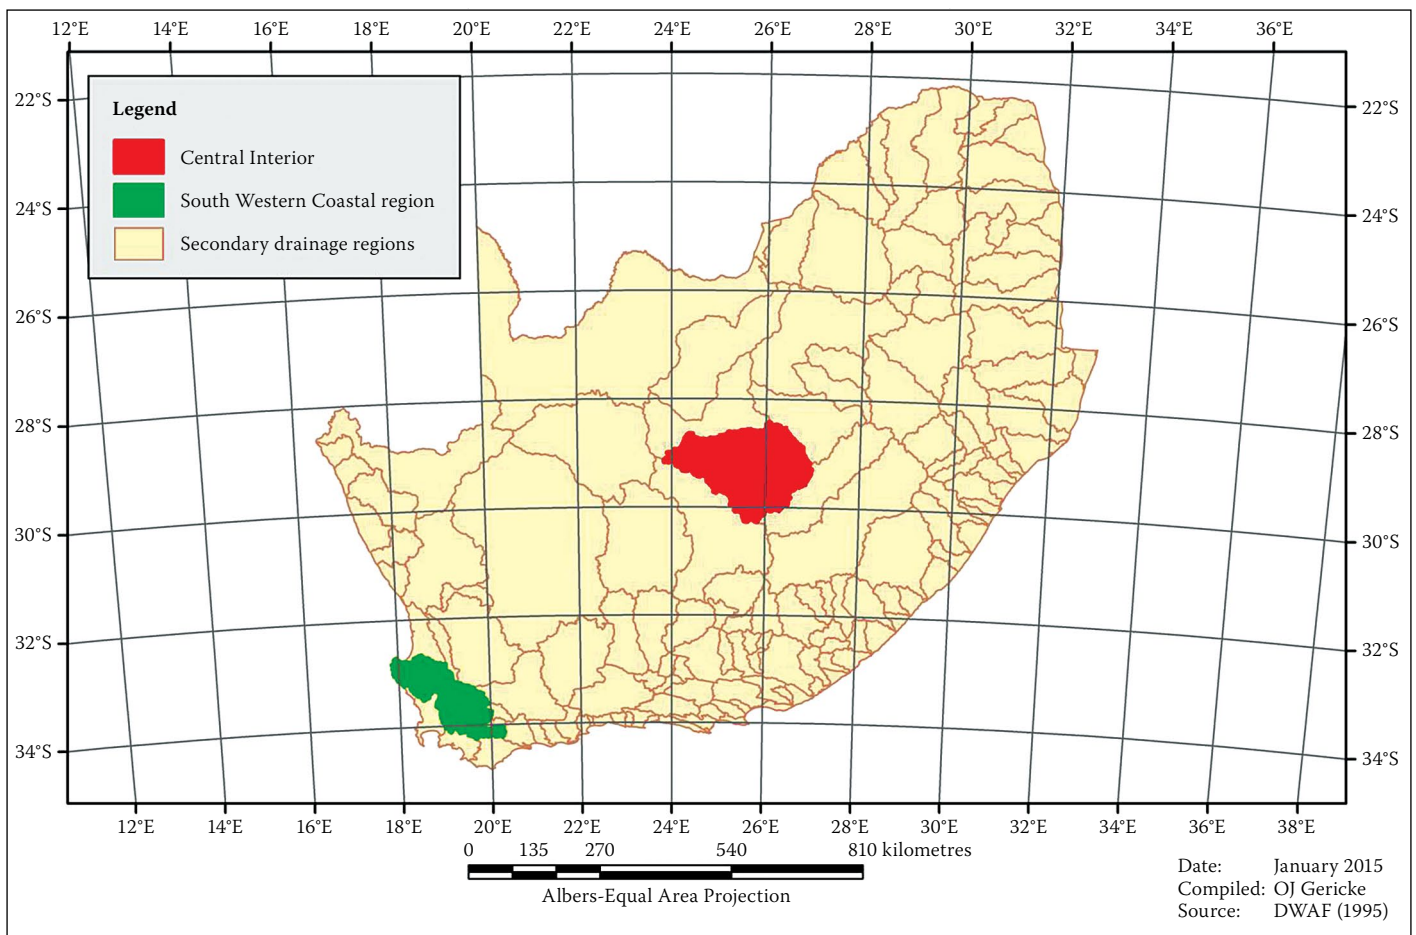 12°E 14°E 16°E 18°E 20°E 22°E 24°E 26°E 28°E 30°E 32°E 34°E 36°E
22°S 22°S
Legend
Central Interior
South Western Coastal region
Secondary drainage regions
24°S 24°S
26°S 26°S
28°S 28°S
30°S 30°S
32°S 32°S
34°S 34°S
12°E 14°E 16°E 18°E 20°E 22°E 24°E 26°E 28°E 30°E 32°E 34°E 36°E 38°E
0 135 270 540 810 kilometres
Albers-Equal Area Projection
Date: January 2015
Compiled: OJ Gericke
Source: DWAF (1995)